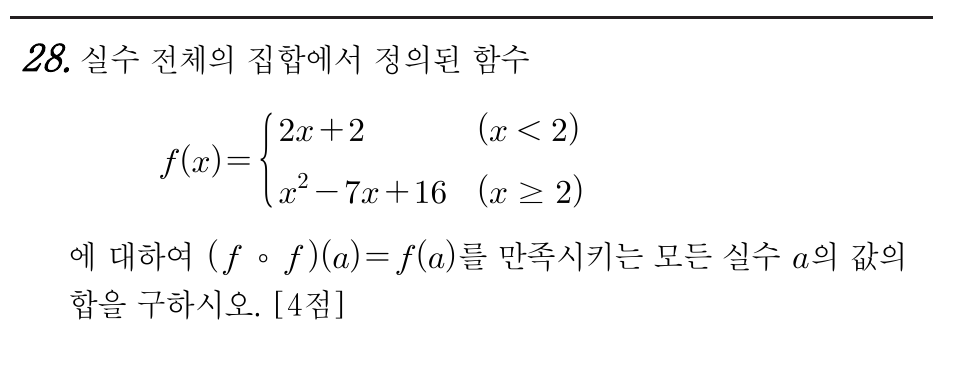 28. 실수 전체의 집합에서 정의된 함수
f(x)= { 2x+2 (x < 2)
x²−7x+16 (x ≥ 2)
에 대하여 (f ∘ f)(a)=f(a)를 만족시키는 모든 실수 a의 값의
합을 구하시오. [4점]